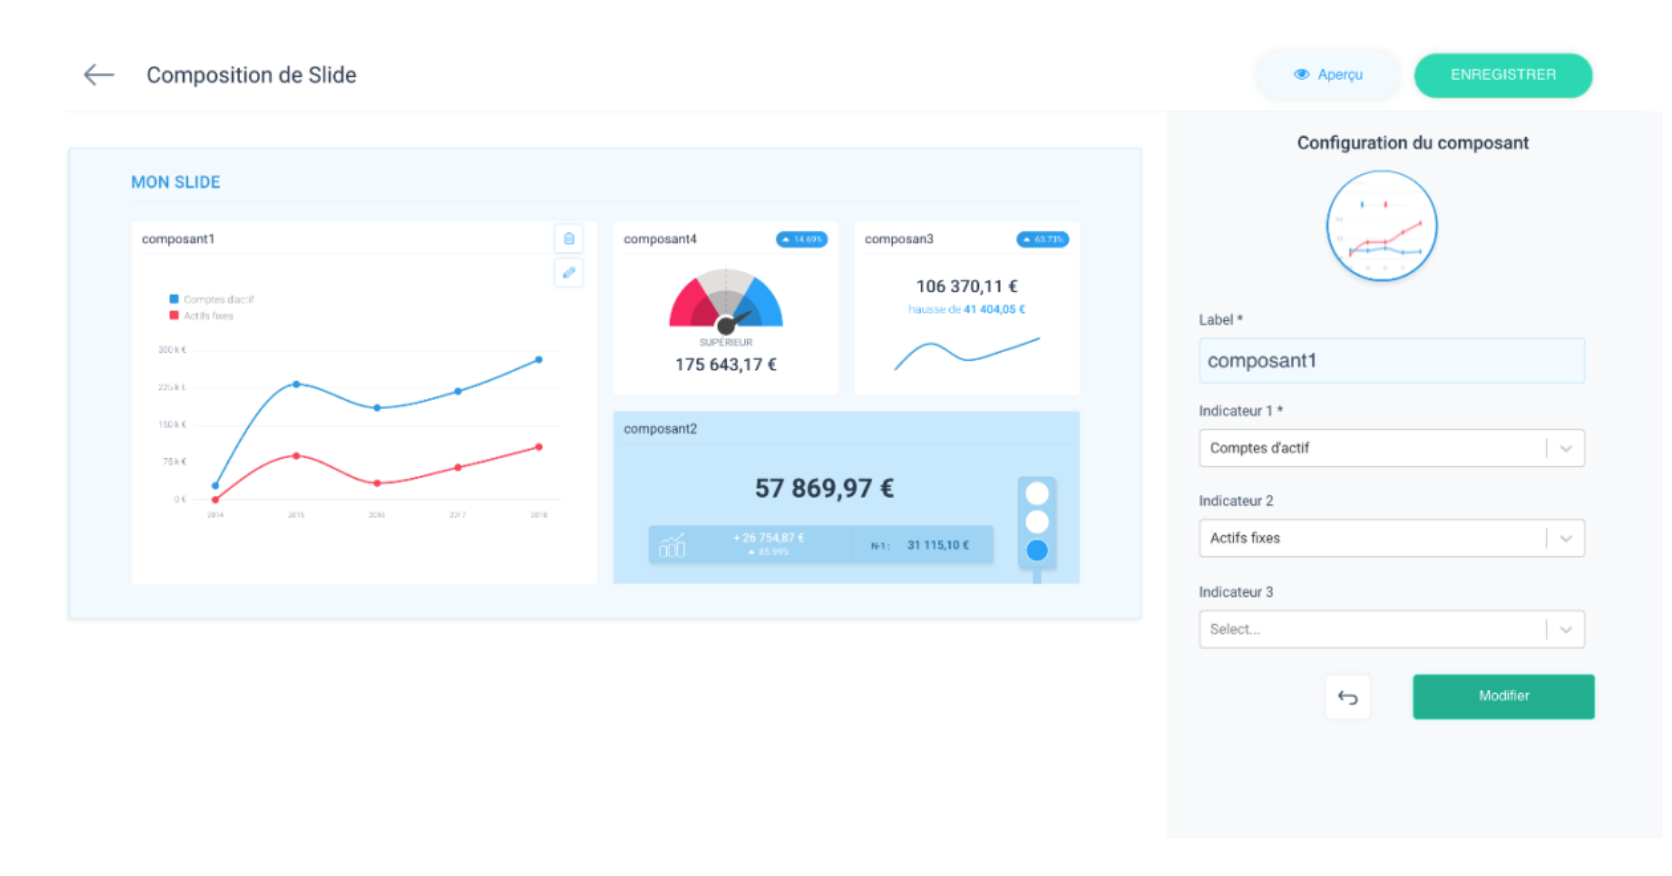 Composition de Slide
Aperçu
ENREGISTRER
MON SLIDE
composant1
Comptes d'actif
Actifs fixes
300 k €
225 k €
150 k €
75 k €
0 €
2014 2015 2016 2017 2018
composant4
14.69%
SUPÉRIEUR
175 643,17 €
composan3
63.73%
106 370,11 €
hausse de 41 404,05 €
composant2
57 869,97 €
+ 26 754,87 €
85.99%
N-1 : 31 115,10 €
Configuration du composant
Label *
composant1
Indicateur 1 *
Comptes d'actif
Indicateur 2
Actifs fixes
Indicateur 3
Select...
Modifier